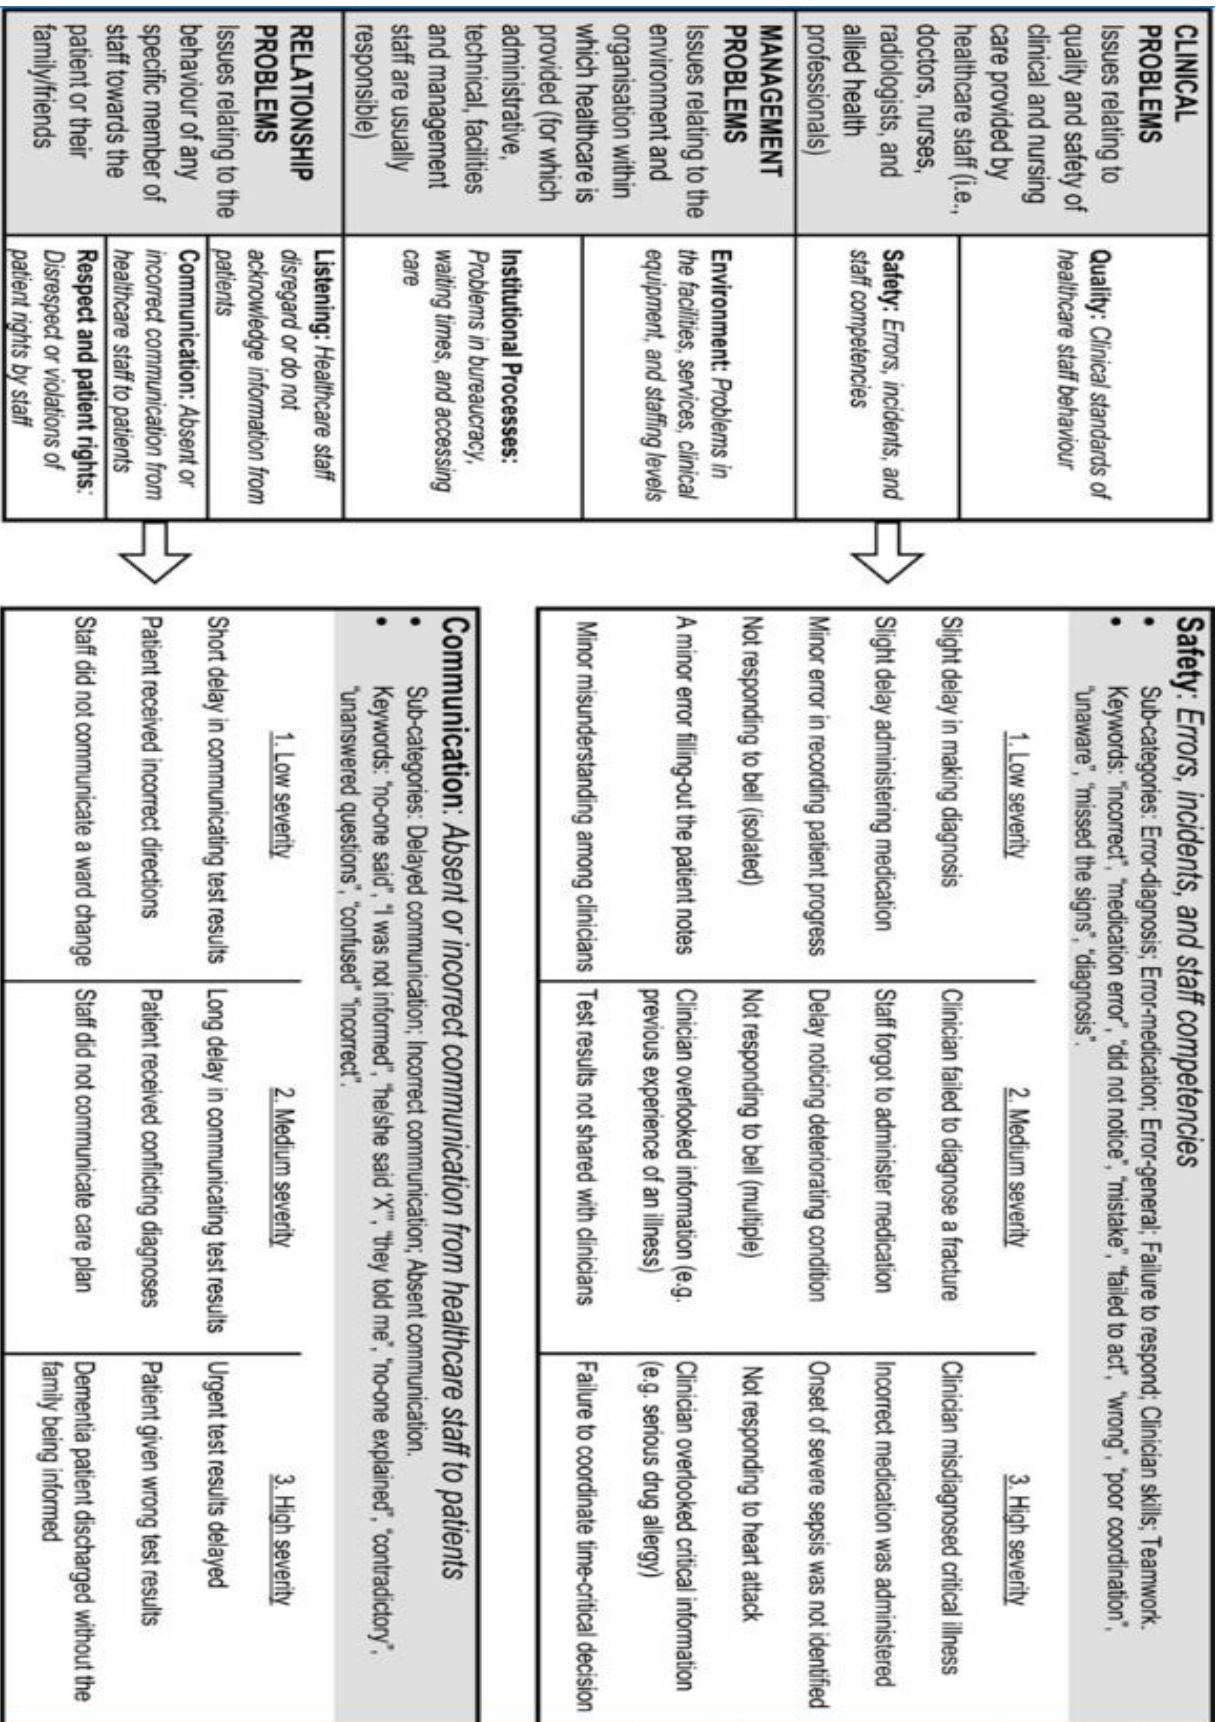 CLINICAL
PROBLEMS
Issues relating to
quality and safety of
clinical and nursing
care provided by
healthcare staff (i.e.,
doctors, nurses,
radiologists, and
allied health
professionals)
Quality: Clinical standards of
healthcare staff behaviour
Safety: Errors, incidents, and
staff competencies
MANAGEMENT
PROBLEMS
Issues relating to the
environment and
organisation within
which healthcare is
provided (for which
administrative,
technical, facilities
and management
staff are usually
responsible)
Environment: Problems in
the facilities, services, clinical
equipment, and staffing levels
Institutional Processes:
Problems in bureaucracy,
waiting times, and accessing
care
RELATIONSHIP
PROBLEMS
Issues relating to the
behaviour of any
specific member of
staff towards the
patient or their
family/friends
Listening: Healthcare staff
disregard or do not
acknowledge information from
patients
Communication: Absent or
incorrect communication from
healthcare staff to patients
Respect and patient rights:
Disrespect or violations of
patient rights by staff
Safety: Errors, incidents, and staff competencies
• Sub-categories: Error-diagnosis; Error-medication; Error-general; Failure to respond; Clinician skills; Teamwork.
• Keywords: "incorrect", "medication error", "did not notice", "mistake", "failed to act", "wrong", "poor coordination",
"unaware", "missed the signs", "diagnosis".
1. Low severity 2. Medium severity 3. High severity
Slight delay in making diagnosis Clinician failed to diagnose a fracture Clinician misdiagnosed critical illness
Slight delay administering medication Staff forgot to administer medication Incorrect medication was administered
Minor error in recording patient progress Delay noticing deteriorating condition Onset of severe sepsis was not identified
Not responding to bell (isolated) Not responding to bell (multiple) Not responding to heart attack
A minor error filling-out the patient notes Clinician overlooked information (e.g. Clinician overlooked critical information
previous experience of an illness) (e.g. serious drug allergy)
Minor misunderstanding among clinicians Test results not shared with clinicians Failure to coordinate time-critical decision
Communication: Absent or incorrect communication from healthcare staff to patients
• Sub-categories: Delayed communication; Incorrect communication; Absent communication.
• Keywords: "no-one said", "I was not informed", "he/she said 'X'", "they told me", "no-one explained", "contradictory",
"unanswered questions", "confused" "incorrect".
1. Low severity 2. Medium severity 3. High severity
Short delay in communicating test results Long delay in communicating test results Urgent test results delayed
Patient received incorrect directions Patient received conflicting diagnoses Patient given wrong test results
Staff did not communicate a ward change Staff did not communicate care plan Dementia patient discharged without the
family being informed